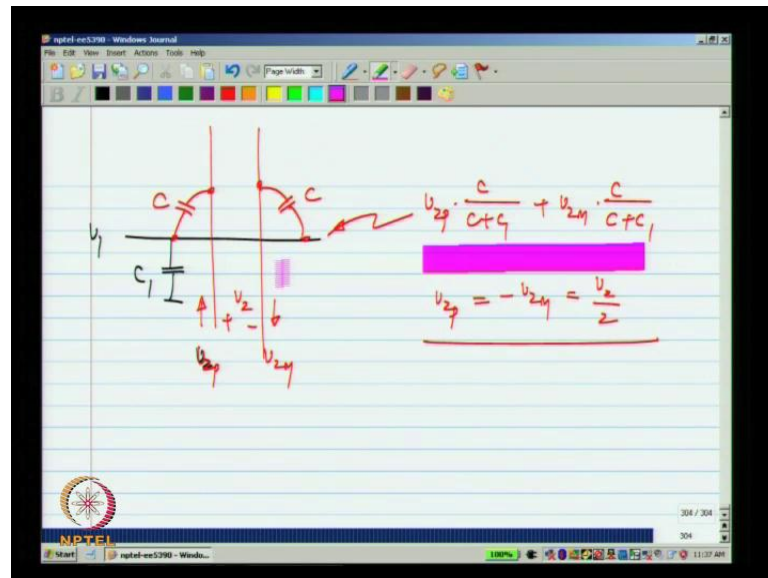 nptel-ee5390 - Windows Journal
File Edit View Insert Actions Tools Help
Page Width
B I
C C
v₁
C₁
+ v₂ -
v₂p v₂m
v₂p · C/(C+C₁) + v₂m · C/(C+C₁)
v₂p = -v₂m = v₂/2
304 / 304
304
NPTEL
Start nptel-ee5390 - Windo... 100% 11:37 AM